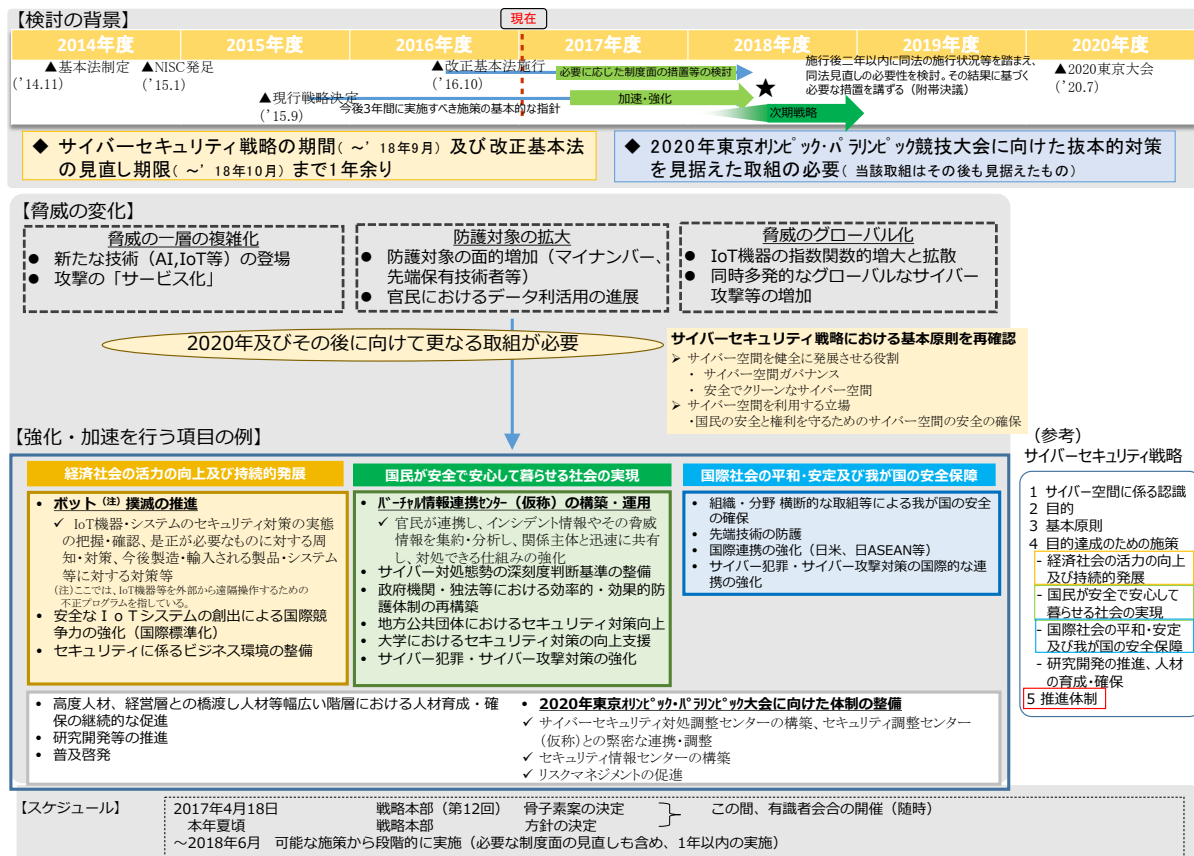 【検討の背景】
現在
2014年度
2015年度
2016年度
2017年度
2018年度
2019年度
2020年度
▲基本法制定
('14.11)
▲NISC発足
('15.1)
▲現行戦略決定
('15.9)
今後3年間に実施すべき施策の基本的な指針
▲改正基本法施行
('16.10)
必要に応じた制度面の措置等の検討
加速・強化
★
次期戦略
施行後二年以内に同法の施行状況等を踏まえ、
同法見直しの必要性を検討。その結果に基づく
必要な措置を講ずる（附帯決議）
▲2020東京大会
('20.7)
◆ サイバーセキュリティ戦略の期間（～’18年9月）及び改正基本法
の見直し期限（～’18年10月）まで1年余り
◆ 2020年東京ｵﾘﾝﾋﾟｯｸ・ﾊﾟﾗﾘﾝﾋﾟｯｸ競技大会に向けた抜本的対策
を見据えた取組の必要（当該取組はその後も見据えたもの）
【脅威の変化】
脅威の一層の複雑化
● 新たな技術（AI,IoT等）の登場
● 攻撃の「サービス化」
防護対象の拡大
● 防護対象の面的増加（マイナンバー、
先端保有技術者等）
● 官民におけるデータ利活用の進展
脅威のグローバル化
● IoT機器の指数関数的増大と拡散
● 同時多発的なグローバルなサイバー
攻撃等の増加
2020年及びその後に向けて更なる取組が必要
サイバーセキュリティ戦略における基本原則を再確認
➢ サイバー空間を健全に発展させる役割
・ サイバー空間ガバナンス
・ 安全でクリーンなサイバー空間
➢ サイバー空間を利用する立場
・国民の安全と権利を守るためのサイバー空間の安全の確保
【強化・加速を行う項目の例】
経済社会の活力の向上及び持続的発展
• ボット（注）撲滅の推進
✓ IoT機器・システムのセキュリティ対策の実態
の把握・確認、是正が必要なものに対する周
知・対策、今後製造・輸入される製品・システム
等に対する対策等
（注）ここでは、IoT機器等を外部から遠隔操作するための
不正プログラムを指している。
• 安全なＩｏＴシステムの創出による国際競
争力の強化（国際標準化）
• セキュリティに係るビジネス環境の整備
国民が安全で安心して暮らせる社会の実現
• ﾊﾞｰﾁｬﾙ情報連携ｾﾝﾀｰ（仮称）の構築・運用
✓ 官民が連携し、インシデント情報やその脅威
情報を集約・分析し、関係主体と迅速に共有
し、対処できる仕組みの強化
• サイバー対処態勢の深刻度判断基準の整備
• 政府機関・独法等における効率的・効果的防
護体制の再構築
• 地方公共団体におけるセキュリティ対策向上
• 大学におけるセキュリティ対策の向上支援
• サイバー犯罪・サイバー攻撃対策の強化
国際社会の平和・安定及び我が国の安全保障
• 組織・分野 横断的な取組等による我が国の安全
の確保
• 先端技術の防護
• 国際連携の強化（日米、日ASEAN等）
• サイバー犯罪・サイバー攻撃対策の国際的な連
携の強化
• 高度人材、経営層との橋渡し人材等幅広い階層における人材育成・確
保の継続的な促進
• 研究開発等の推進
• 普及啓発
• 2020年東京ｵﾘﾝﾋﾟｯｸ・ﾊﾟﾗﾘﾝﾋﾟｯｸ大会に向けた体制の整備
✓ サイバーセキュリティ対処調整センターの構築、セキュリティ調整センター
（仮称）との緊密な連携・調整
✓ セキュリティ情報センターの構築
✓ リスクマネジメントの促進
（参考）
サイバーセキュリティ戦略
1 サイバー空間に係る認識
2 目的
3 基本原則
4 目的達成のための施策
- 経済社会の活力の向上
及び持続的発展
- 国民が安全で安心して
暮らせる社会の実現
- 国際社会の平和・安定
及び我が国の安全保障
- 研究開発の推進、人材
の育成・確保
5 推進体制
【スケジュール】
2017年4月18日 戦略本部（第12回） 骨子素案の決定
本年夏頃 戦略本部 方針の決定
この間、有識者会合の開催（随時）
～2018年6月 可能な施策から段階的に実施（必要な制度面の見直しも含め、1年以内の実施）